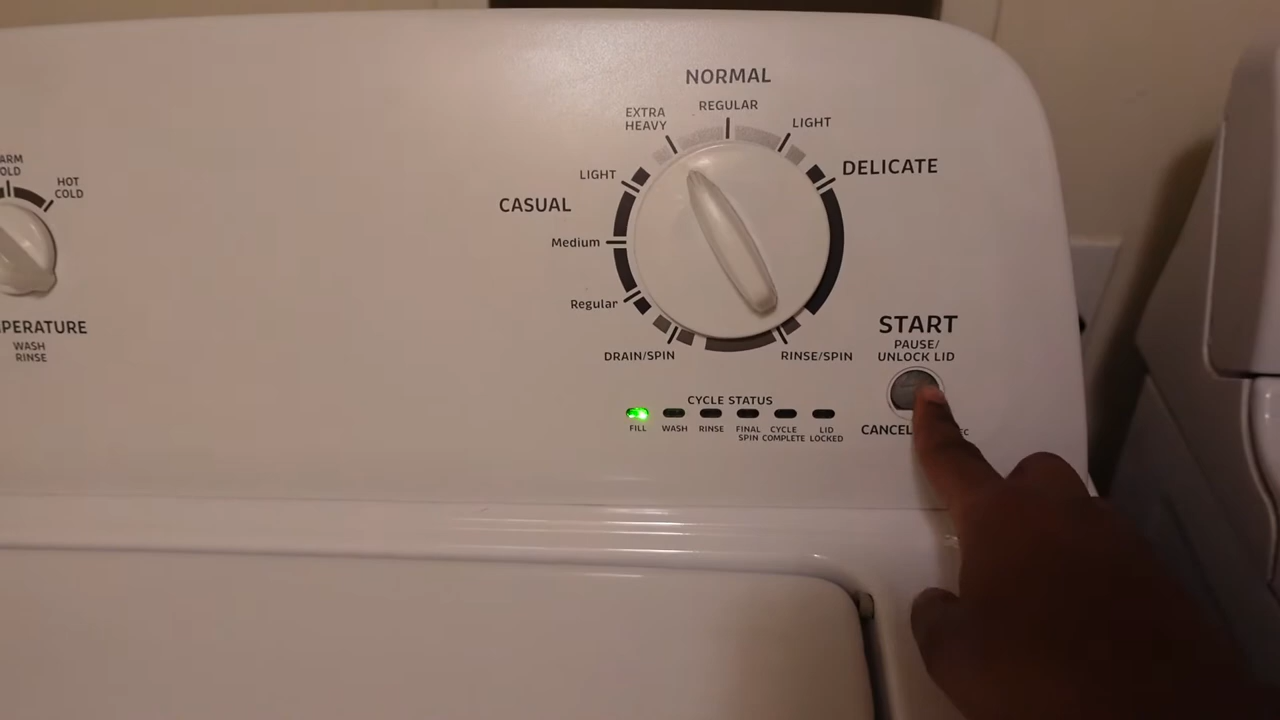 NORMAL
EXTRA
HEAVY
REGULAR
LIGHT
DELICATE
LIGHT
CASUAL
Medium
Regular
DRAIN/SPIN
RINSE/SPIN
ARM
OLD
HOT
COLD
PERATURE
WASH
RINSE
START
PAUSE/
UNLOCK LID
CANCEL EC
CYCLE STATUS
FILL
WASH
RINSE
FINAL
SPIN
CYCLE
COMPLETE
LID
LOCKED